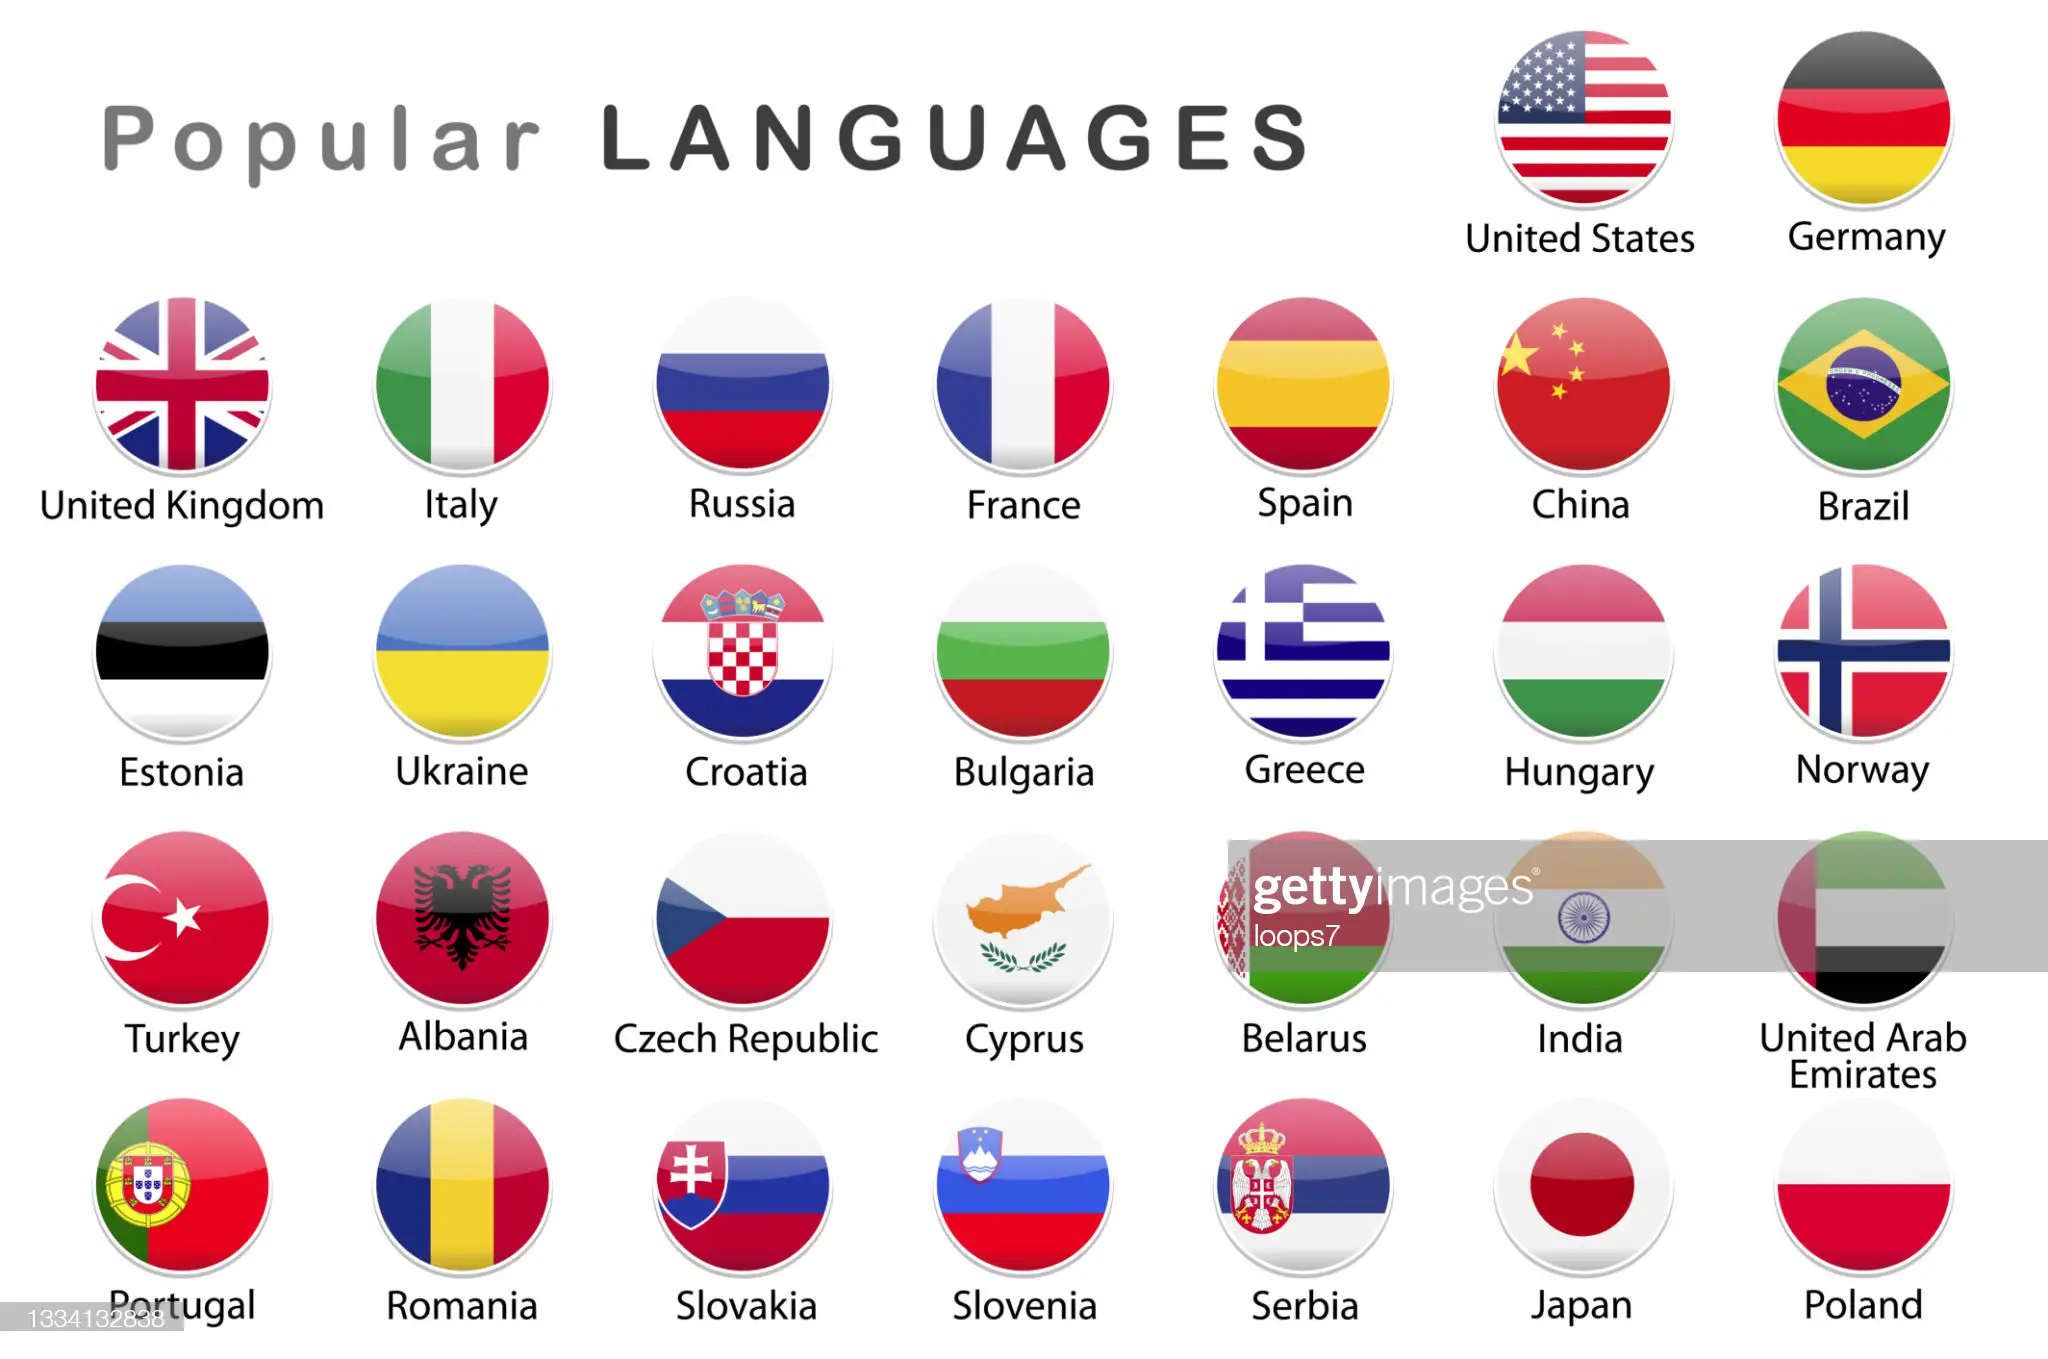 Popular LANGUAGES
United States
Germany
United Kingdom
Italy
Russia
France
Spain
China
Brazil
Estonia
Ukraine
Croatia
Bulgaria
Greece
Hungary
Norway
gettyimages®
loops7
Turkey
Albania
Czech Republic
Cyprus
Belarus
India
United Arab
Emirates
Portugal
Romania
Slovakia
Slovenia
Serbia
Japan
Poland
1334132838